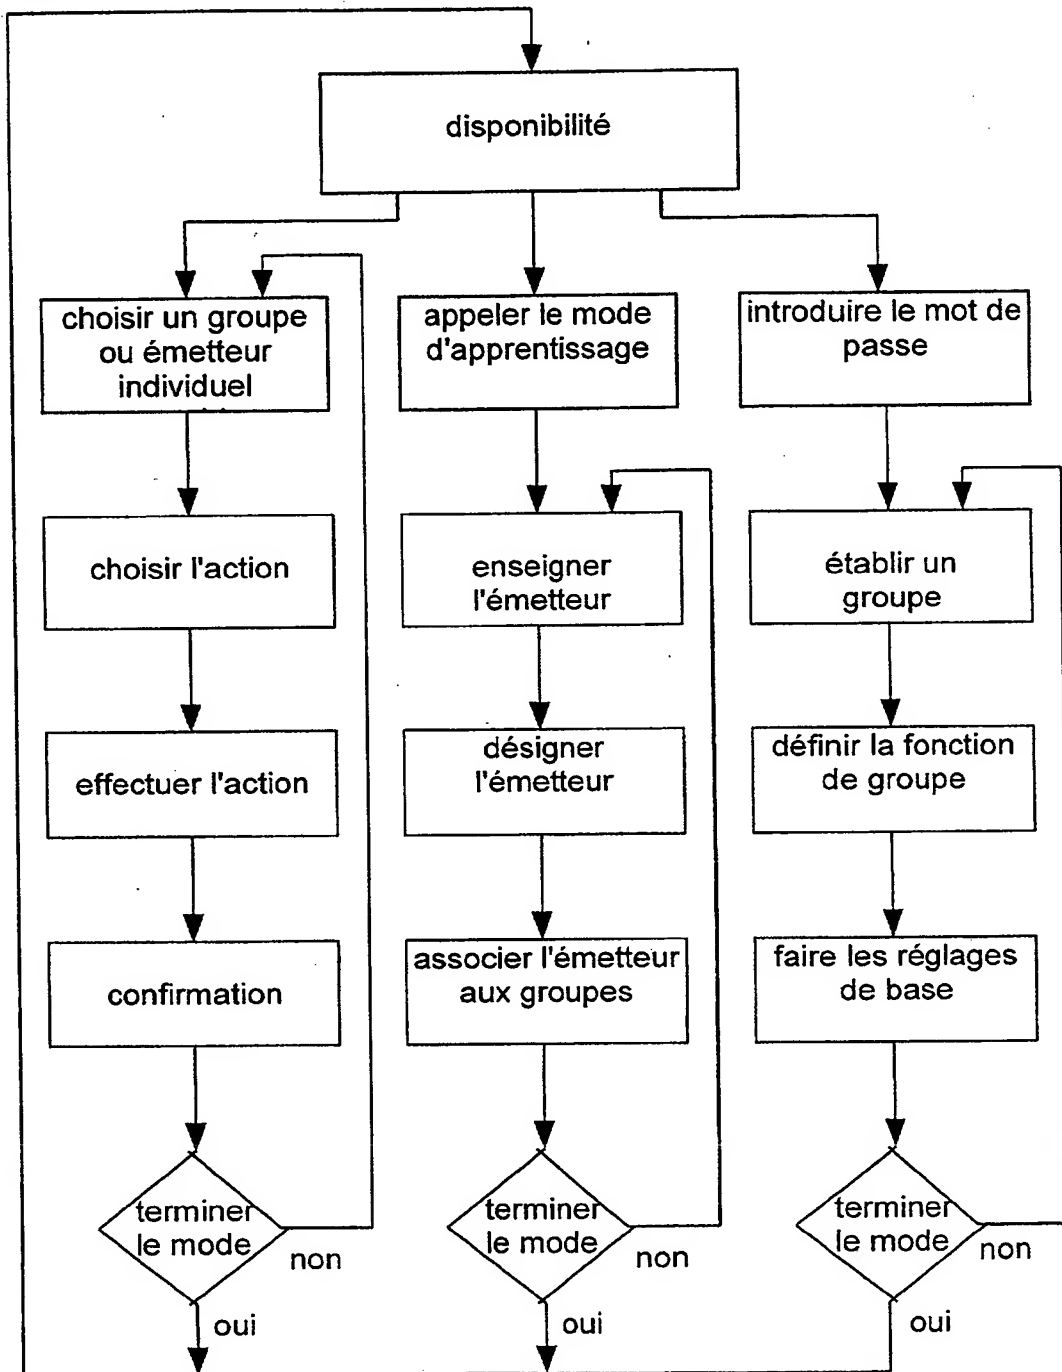 disponibilité
choisir un groupe
ou émetteur
individuel
choisir l'action
effectuer l'action
confirmation
terminer
le mode
non
oui
appeler le mode
d'apprentissage
enseigner
l'émetteur
désigner
l'émetteur
associer l'émetteur
aux groupes
terminer
le mode
non
oui
introduire le mot de
passe
établir un
groupe
définir la fonction
de groupe
faire les réglages
de base
terminer
le mode
non
oui